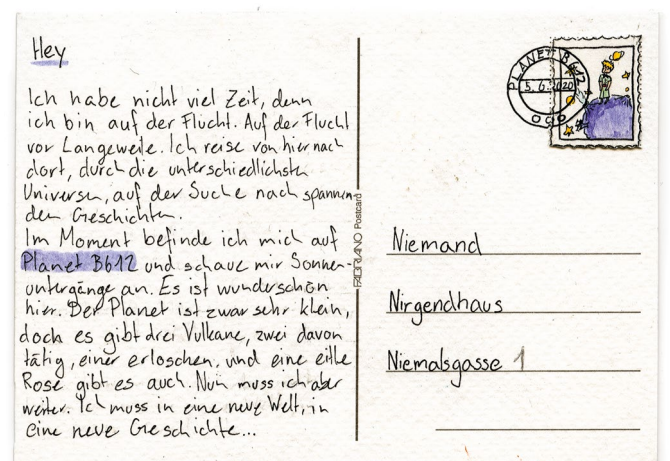 Hey
Ich habe nicht viel Zeit, denn
ich bin auf der Flucht. Auf der Flucht
vor Langeweile. Ich reise von hier nach
dort, durch die unterschiedlichsten
Universen, auf der Suche nach spannen-
den Geschichten.
Im Moment befinde ich mich auf
Planet B612 und schaue mir Sonnen-
untergänge an. Es ist wunderschön
hier. Der Planet ist zwar sehr klein,
doch es gibt drei Vulkane, zwei davon
tätig, einer erloschen, und eine eitle
Rose gibt es auch. Nun muss ich aber
weiter. Ich muss in eine neue Welt, in
eine neue Geschichte...
FABRIANO Postcard
PLANET B612
5.6.2020
000
Niemand
Nirgendhaus
Niemalsgasse 1